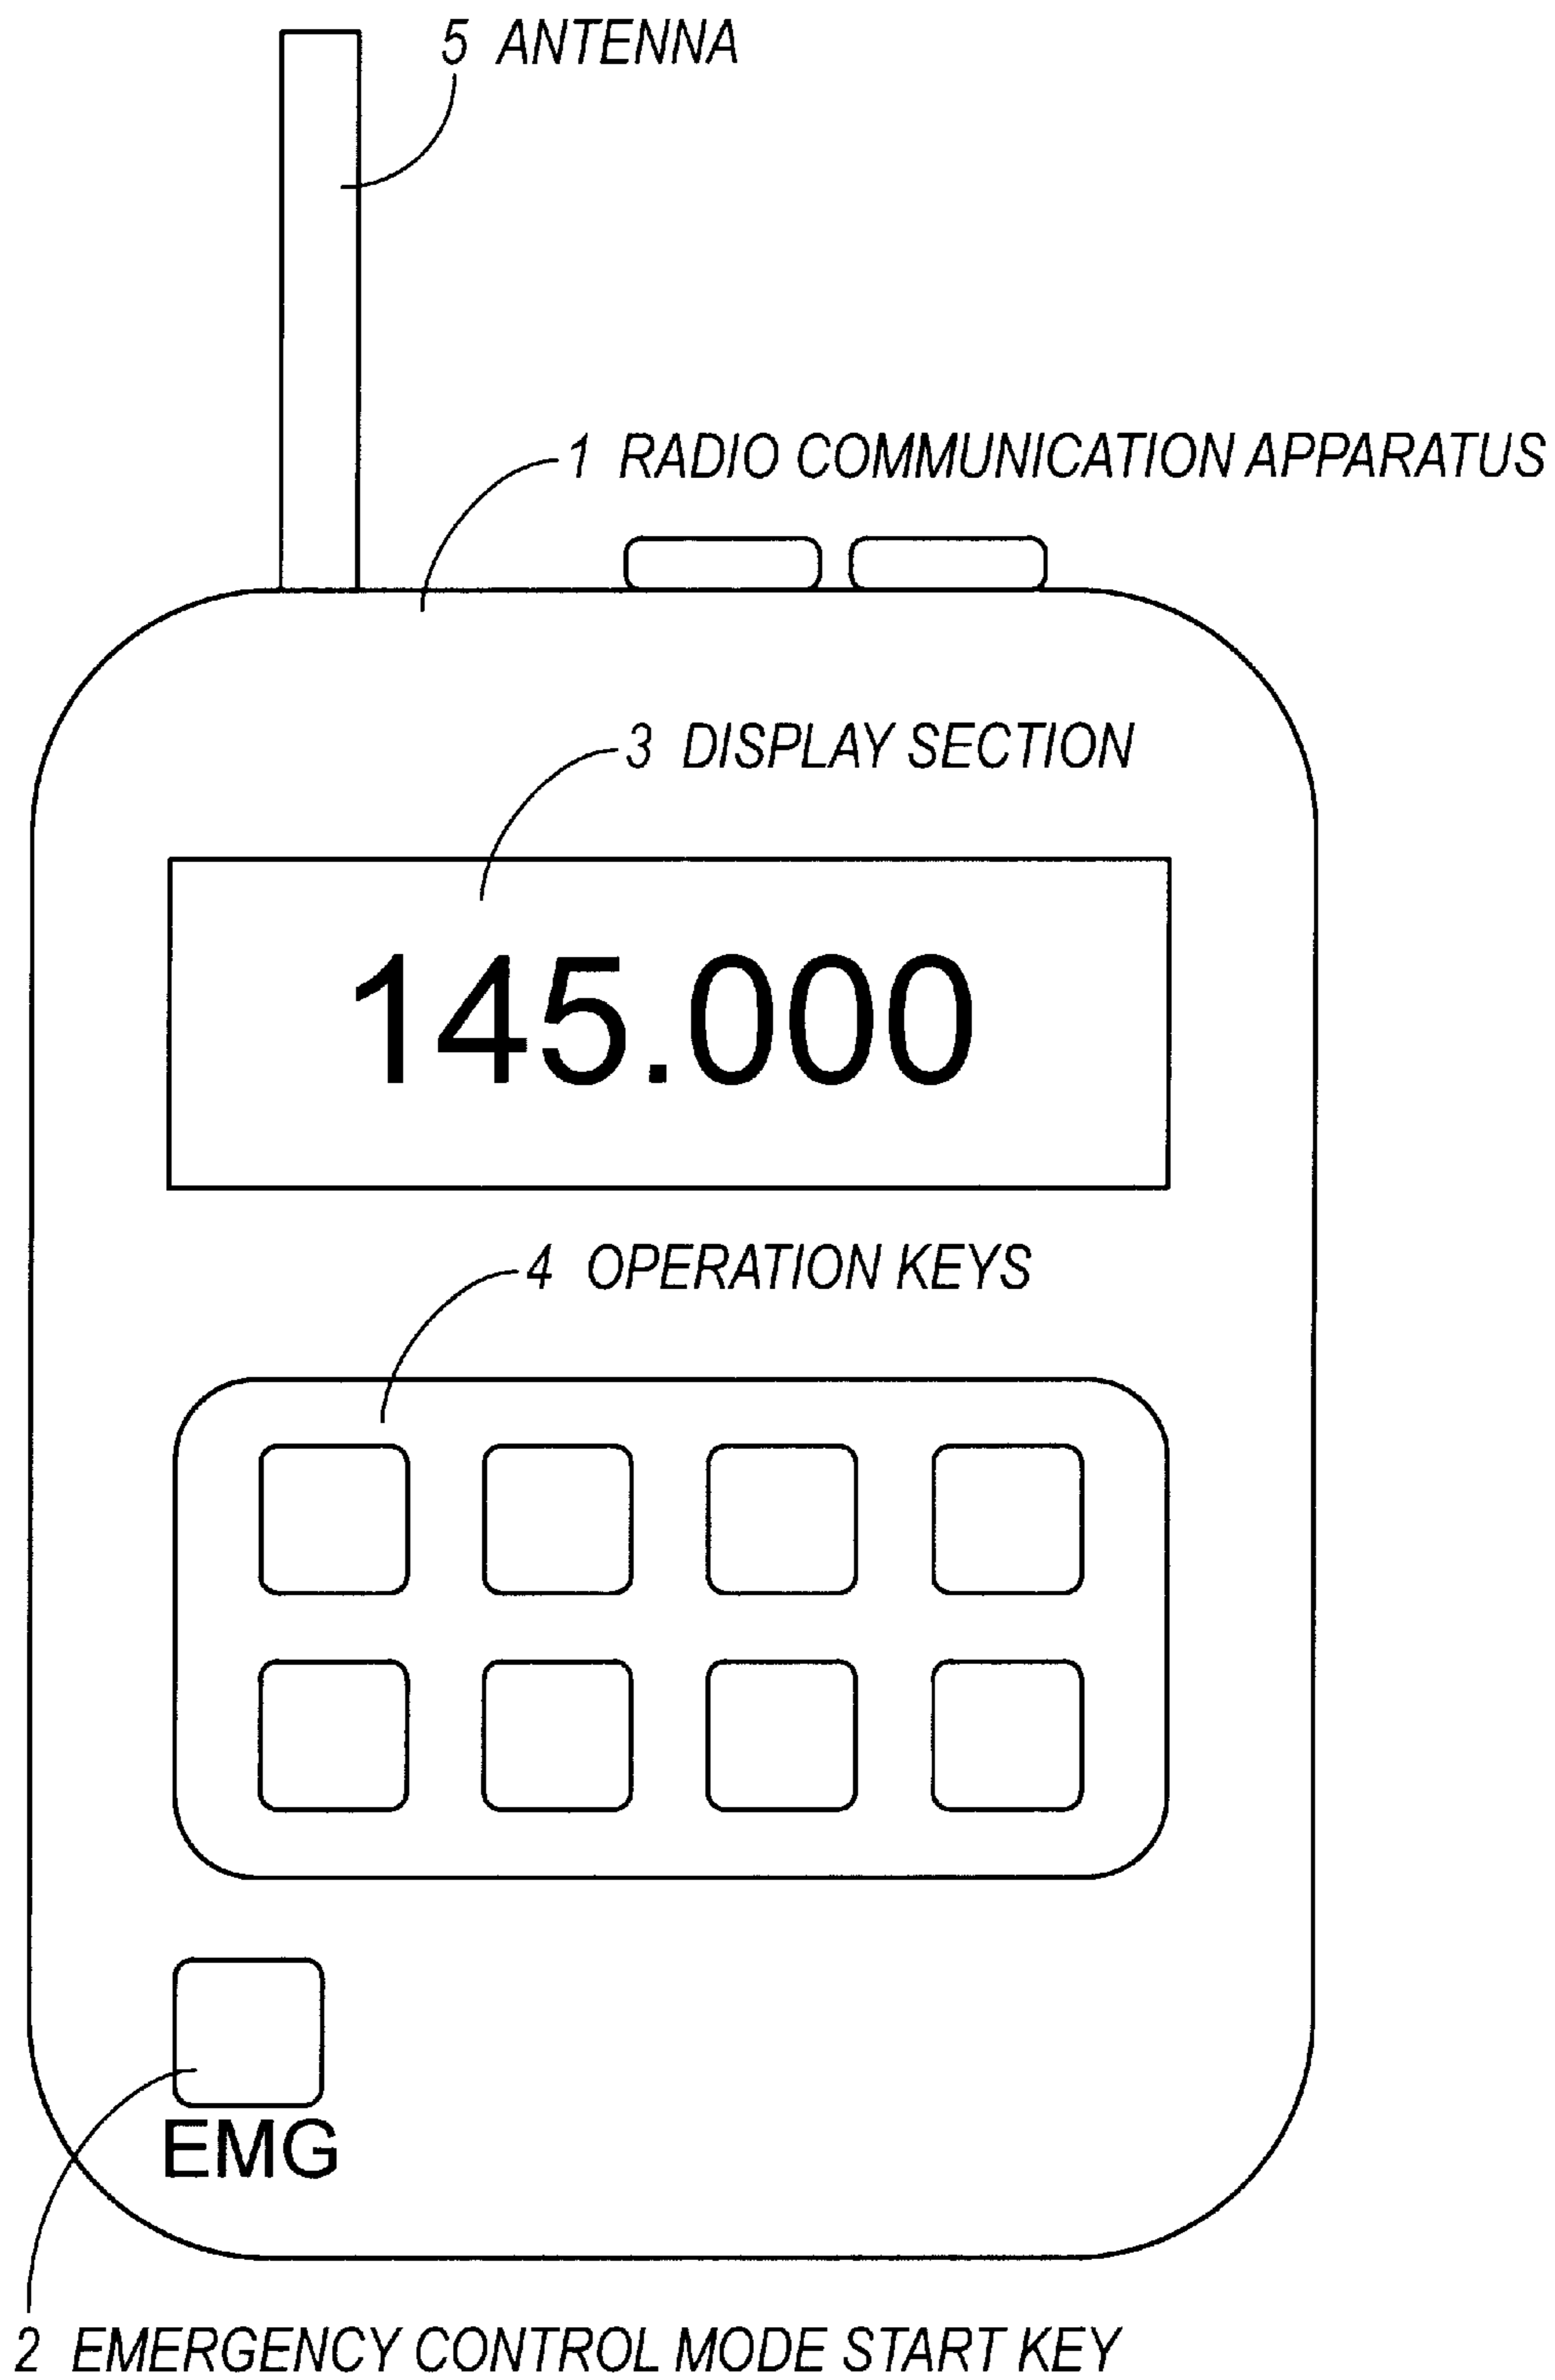 5 ANTENNA
1 RADIO COMMUNICATION APPARATUS
3 DISPLAY SECTION
145.000
4 OPERATION KEYS
EMG
2 EMERGENCY CONTROL MODE START KEY